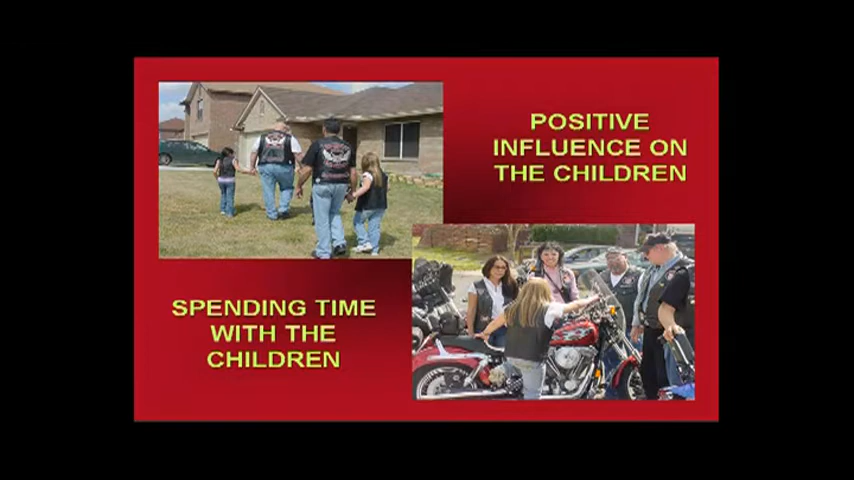 POSITIVE
INFLUENCE ON
THE CHILDREN
SPENDING TIME
WITH THE
CHILDREN